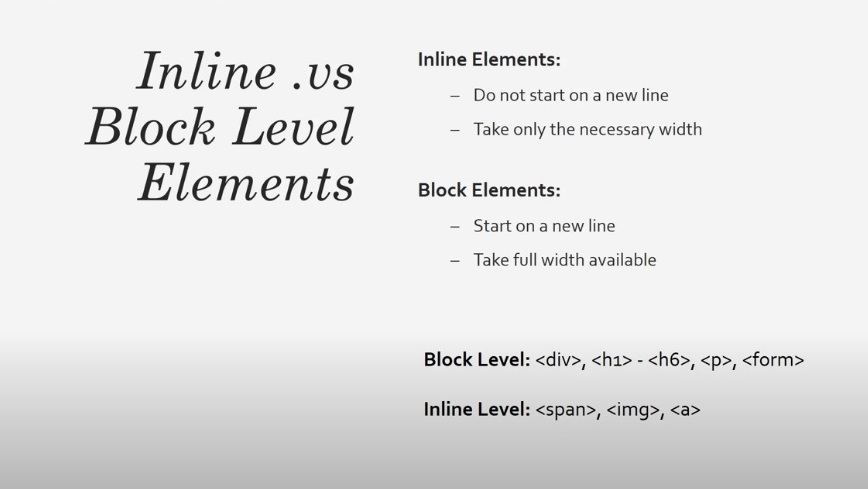 Inline .vs
Block Level
Elements
Inline Elements:
– Do not start on a new line
– Take only the necessary width
Block Elements:
– Start on a new line
– Take full width available
Block Level: <div>, <h1> - <h6>, <p>, <form>
Inline Level: <span>, <img>, <a>